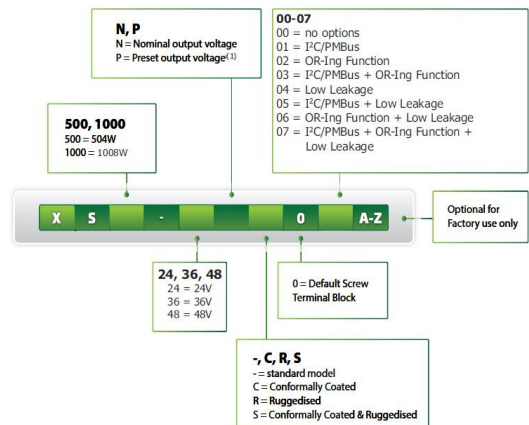 N, P
N = Nominal output voltage
P = Preset output voltage(1)
00-07
00 = no options
01 = I²C/PMBus
02 = OR-Ing Function
03 = I²C/PMBus + OR-Ing Function
04 = Low Leakage
05 = I²C/PMBus + Low Leakage
06 = OR-Ing Function + Low Leakage
07 = I²C/PMBus + OR-Ing Function +
Low Leakage
500, 1000
500 = 504W
1000 = 1008W
X S - 0 A-Z
Optional for
Factory use only
24, 36, 48
24 = 24V
36 = 36V
48 = 48V
0 = Default Screw
Terminal Block
-, C, R, S
- = standard model
C = Conformally Coated
R = Ruggedised
S = Conformally Coated & Ruggedised